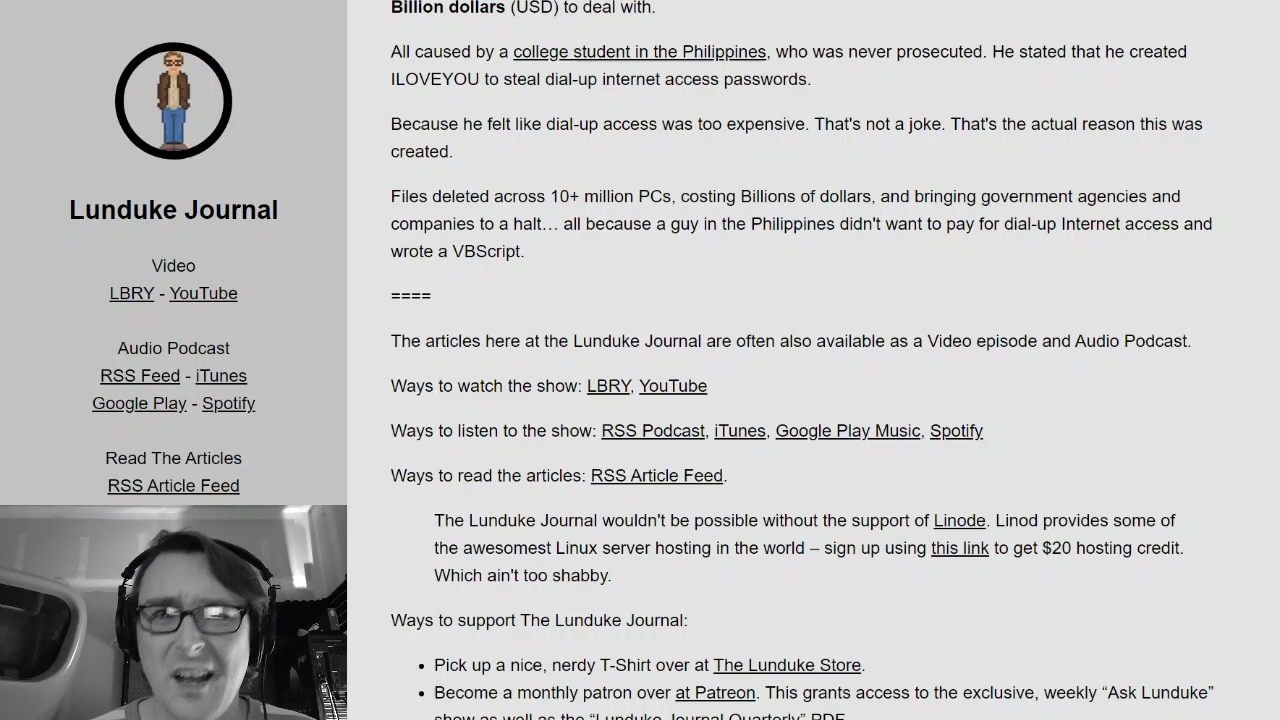 Lunduke Journal
Video
LBRY - YouTube
Audio Podcast
RSS Feed - iTunes
Google Play - Spotify
Read The Articles
RSS Article Feed
Billion dollars (USD) to deal with.
All caused by a college student in the Philippines, who was never prosecuted. He stated that he created
ILOVEYOU to steal dial-up internet access passwords.
Because he felt like dial-up access was too expensive. That's not a joke. That's the actual reason this was
created.
Files deleted across 10+ million PCs, costing Billions of dollars, and bringing government agencies and
companies to a halt… all because a guy in the Philippines didn't want to pay for dial-up Internet access and
wrote a VBScript.
====
The articles here at the Lunduke Journal are often also available as a Video episode and Audio Podcast.
Ways to watch the show: LBRY, YouTube
Ways to listen to the show: RSS Podcast, iTunes, Google Play Music, Spotify
Ways to read the articles: RSS Article Feed.
The Lunduke Journal wouldn't be possible without the support of Linode. Linod provides some of
the awesomest Linux server hosting in the world – sign up using this link to get $20 hosting credit.
Which ain't too shabby.
Ways to support The Lunduke Journal:
• Pick up a nice, nerdy T-Shirt over at The Lunduke Store.
• Become a monthly patron over at Patreon. This grants access to the exclusive, weekly “Ask Lunduke”
show as well as the “Lunduke Journal Quarterly” PDF.